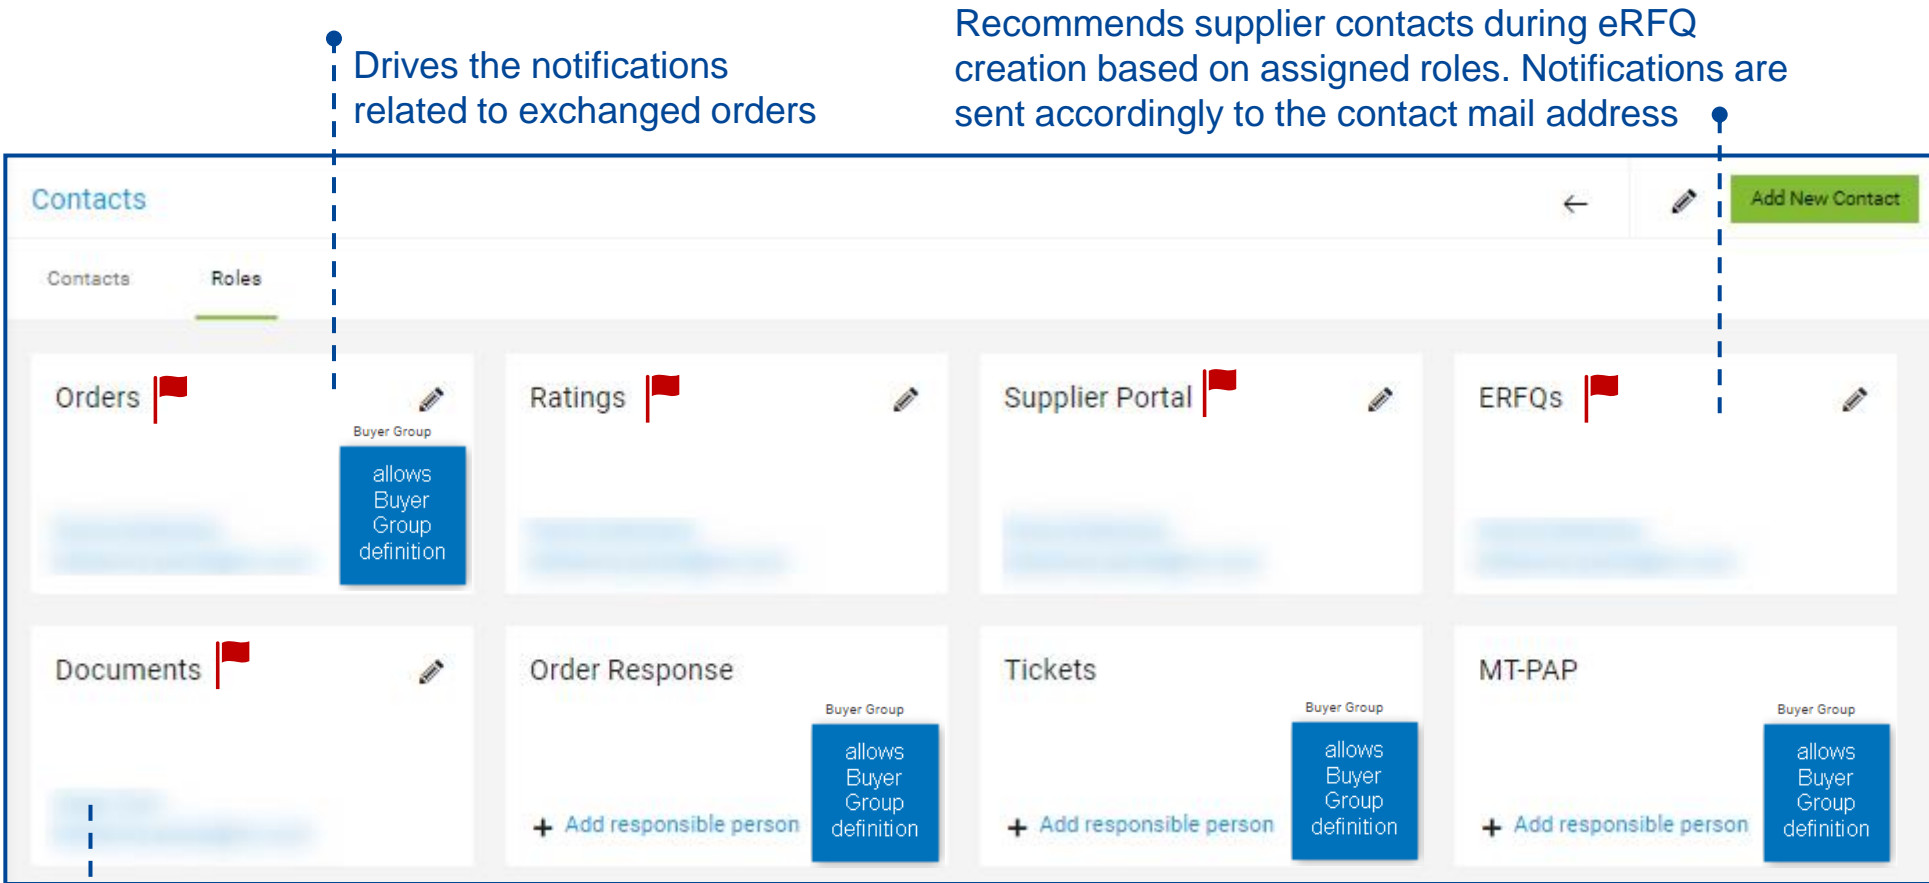 Drives the notifications
related to exchanged orders
Recommends supplier contacts during eRFQ
creation based on assigned roles. Notifications are
sent accordingly to the contact mail address
Contacts
Add New Contact
Contacts
Roles
Orders
Buyer Group
allows
Buyer
Group
definition
Ratings
Supplier Portal
ERFQs
Documents
Order Response
Buyer Group
allows
Buyer
Group
definition
+ Add responsible person
Tickets
Buyer Group
allows
Buyer
Group
definition
+ Add responsible person
MT-PAP
Buyer Group
allows
Buyer
Group
definition
+ Add responsible person